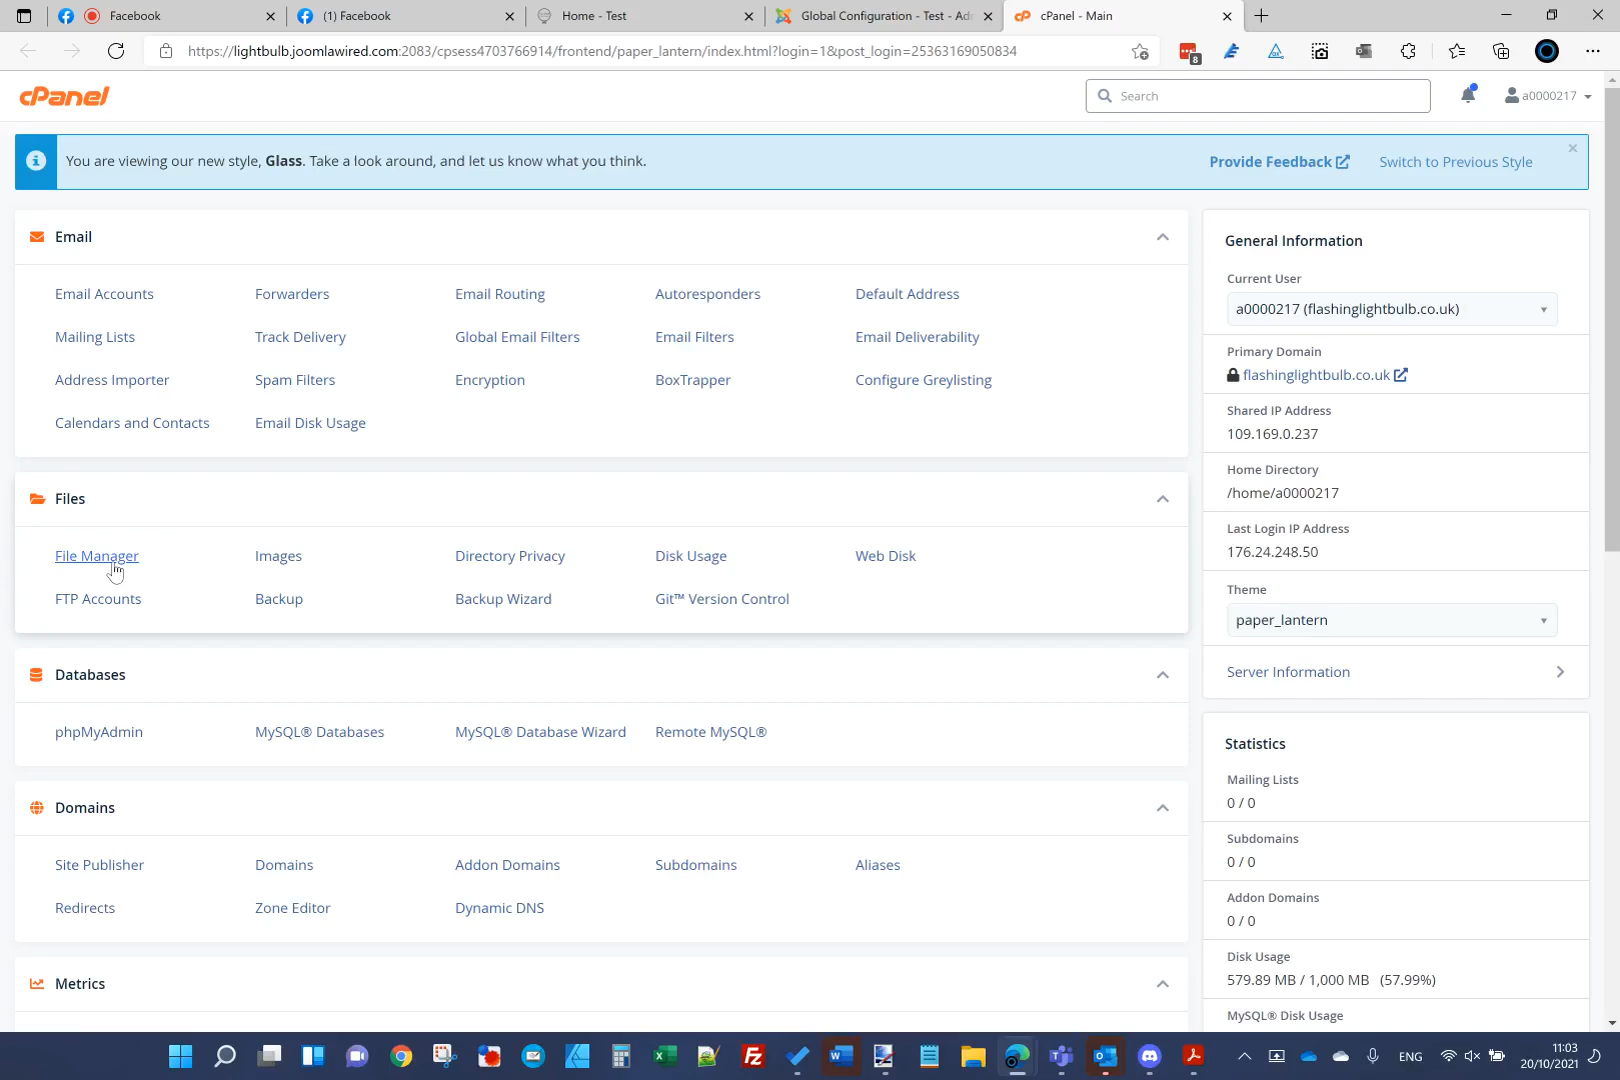 Facebook
(1) Facebook
Home - Test
Global Configuration - Test - Ad
cPanel - Main
https://lightbulb.joomlawired.com:2083/cpsess4703766914/frontend/paper_lantern/index.html?login=1&post_login=25363169050834
8
cPanel
Search
a0000217
You are viewing our new style, Glass. Take a look around, and let us know what you think.
Provide Feedback
Switch to Previous Style
Email
Email Accounts
Forwarders
Email Routing
Autoresponders
Default Address
Mailing Lists
Track Delivery
Global Email Filters
Email Filters
Email Deliverability
Address Importer
Spam Filters
Encryption
BoxTrapper
Configure Greylisting
Calendars and Contacts
Email Disk Usage
Files
File Manager
Images
Directory Privacy
Disk Usage
Web Disk
FTP Accounts
Backup
Backup Wizard
Git™ Version Control
Databases
phpMyAdmin
MySQL® Databases
MySQL® Database Wizard
Remote MySQL®
Domains
Site Publisher
Domains
Addon Domains
Subdomains
Aliases
Redirects
Zone Editor
Dynamic DNS
Metrics
General Information
Current User
a0000217 (flashinglightbulb.co.uk)
Primary Domain
flashinglightbulb.co.uk
Shared IP Address
109.169.0.237
Home Directory
/home/a0000217
Last Login IP Address
176.24.248.50
Theme
paper_lantern
Server Information
Statistics
Mailing Lists
0 / 0
Subdomains
0 / 0
Addon Domains
0 / 0
Disk Usage
579.89 MB / 1,000 MB (57.99%)
MySQL® Disk Usage
ENG
11:03
20/10/2021